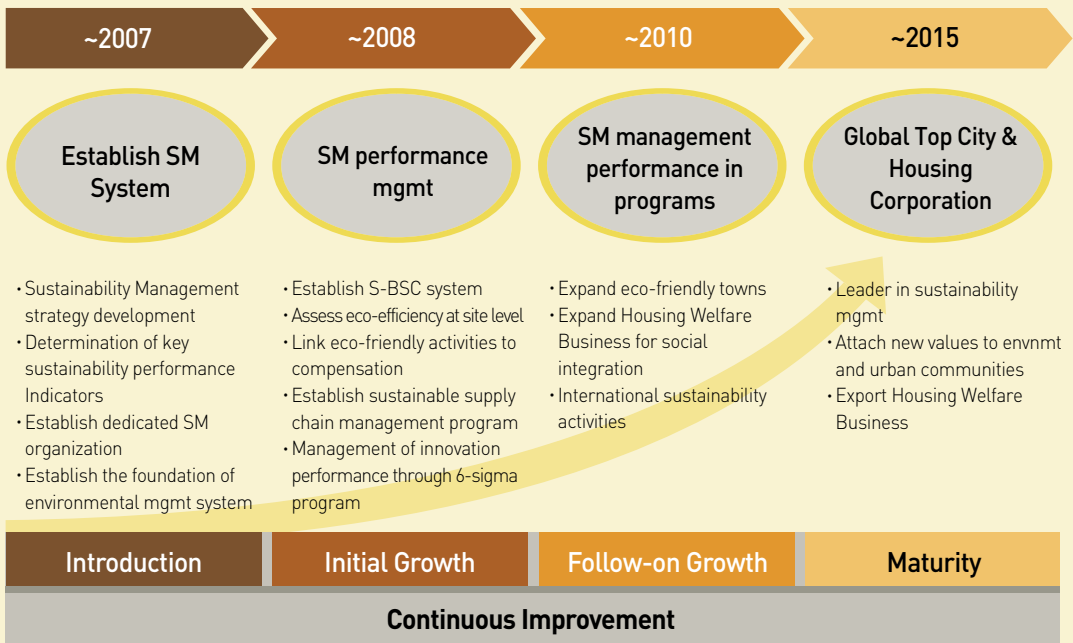 ~2007
~2008
~2010
~2015
Establish SM
System
SM performance
mgmt
SM management
performance in
programs
Global Top City &
Housing
Corporation
· Sustainability Management
strategy development
· Determination of key
sustainability performance
Indicators
· Establish dedicated SM
organization
· Establish the foundation of
environmental mgmt system
· Establish S-BSC system
· Assess eco-efficiency at site level
· Link eco-friendly activities to
compensation
· Establish sustainable supply
chain management program
· Management of innovation
performance through 6-sigma
program
· Expand eco-friendly towns
· Expand Housing Welfare
Business for social
integration
· International sustainability
activities
· Leader in sustainability
mgmt
· Attach new values to envnmt
and urban communities
· Export Housing Welfare
Business
Introduction
Initial Growth
Follow-on Growth
Maturity
Continuous Improvement